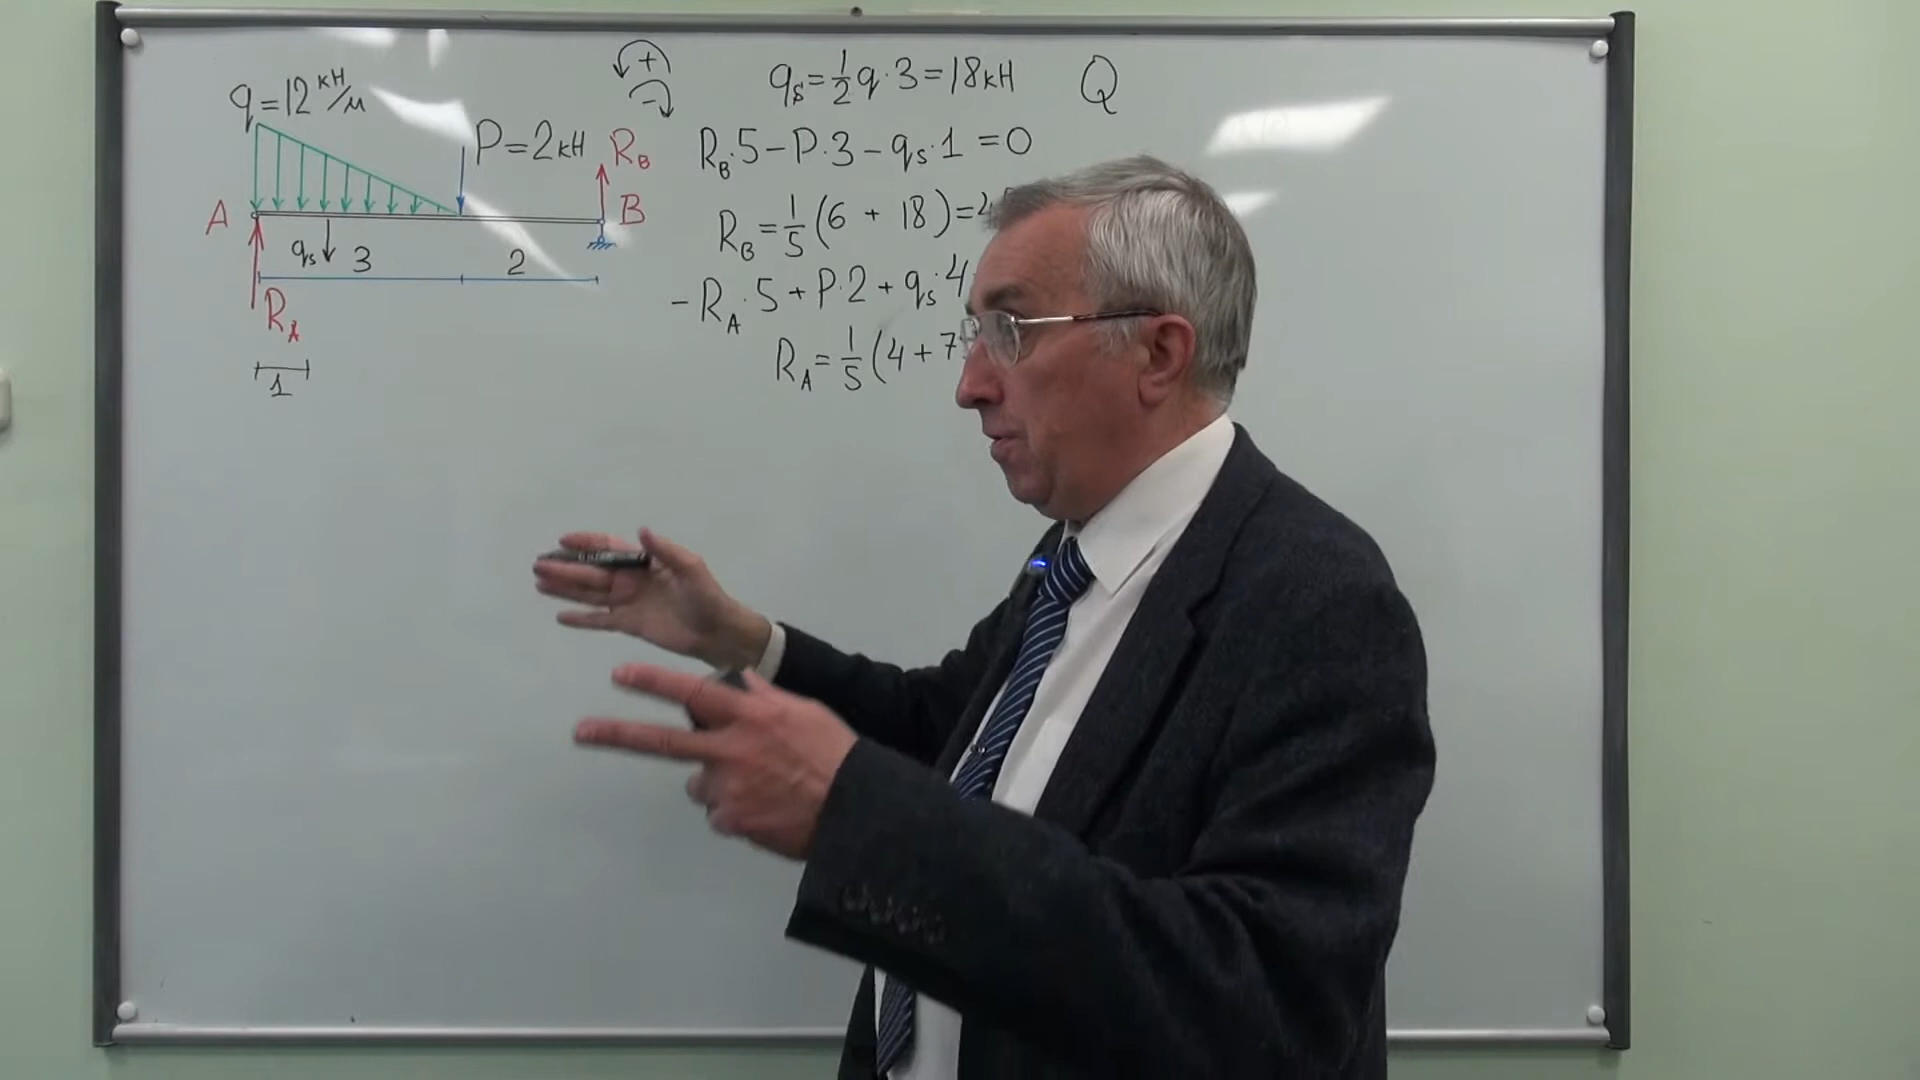 q=12 кН/м
P=2кН
R_B
A
B
q_s
3
2
R_A
1
+
-
q_s=1/2 q·3=18кН
Q
R_B·5-P·3-q_s·1=0
R_B=1/5(6+18)=4
-R_A·5+P·2+q_s·4
R_A=1/5(4+7